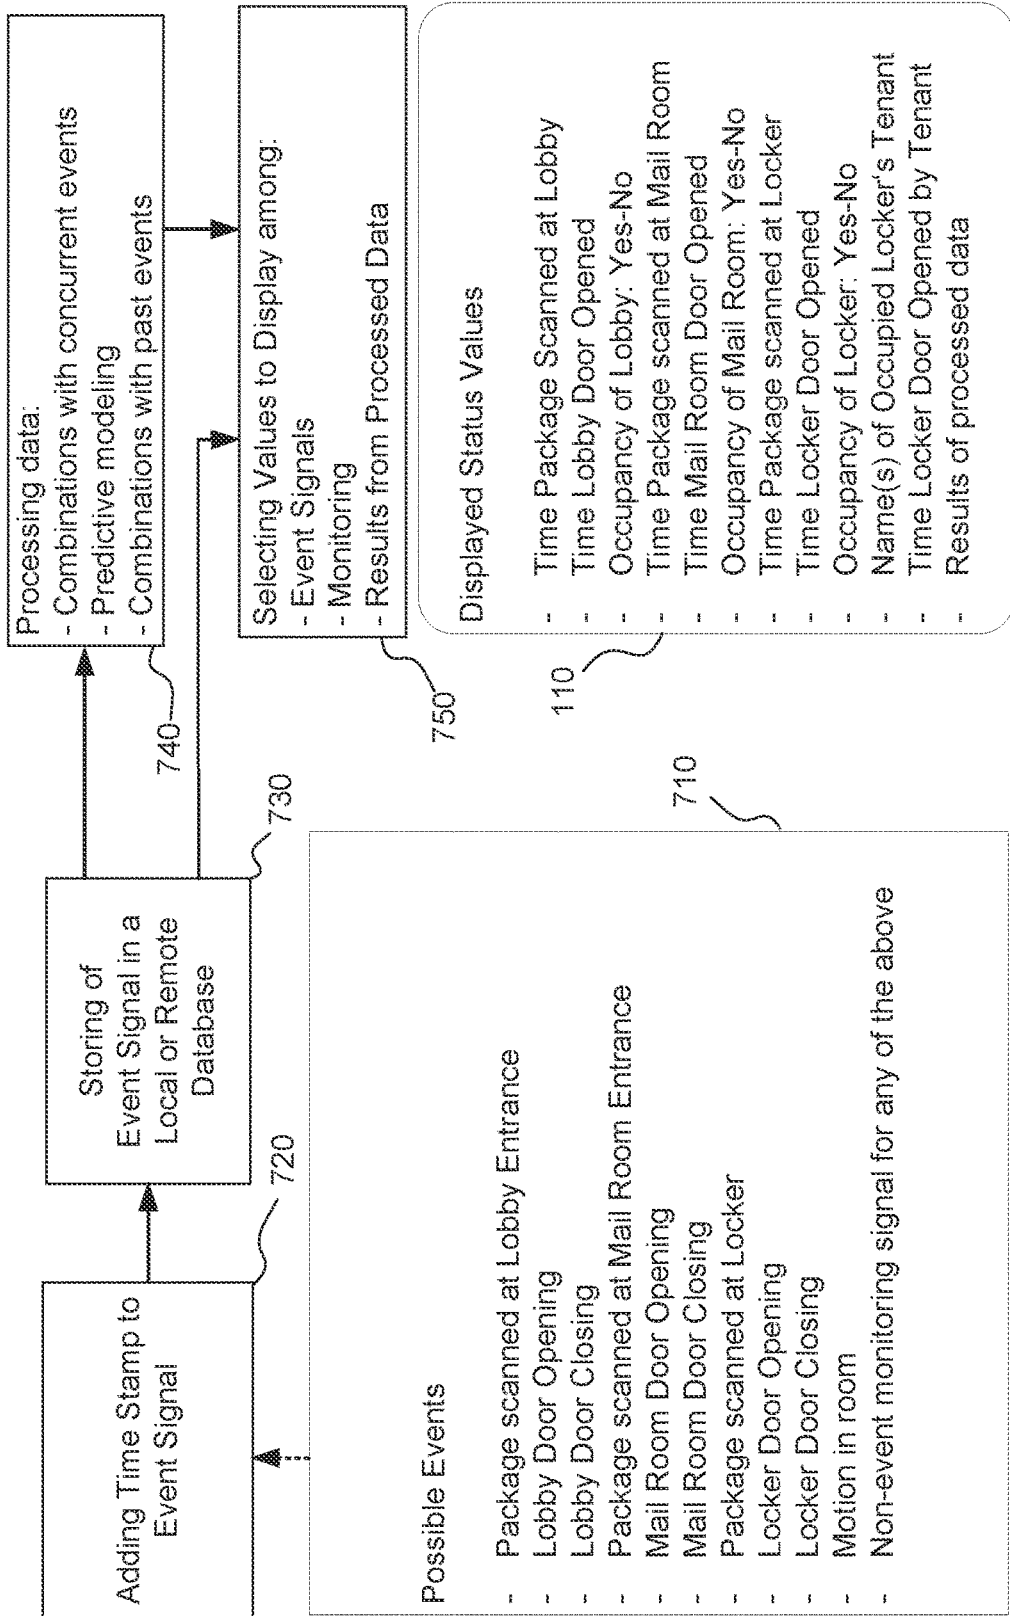 Adding Time Stamp to
Event Signal
720
Storing of
Event Signal in a
Local or Remote
Database
730
Processing data:
- Combinations with concurrent events
- Predictive modeling
- Combinations with past events
740
Selecting Values to Display among:
- Event Signals
- Monitoring
- Results from Processed Data
750
Possible Events
- Package scanned at Lobby Entrance
- Lobby Door Opening
- Lobby Door Closing
- Package scanned at Mail Room Entrance
- Mail Room Door Opening
- Mail Room Door Closing
- Package scanned at Locker
- Locker Door Opening
- Locker Door Closing
- Motion in room
- Non-event monitoring signal for any of the above
710
Displayed Status Values
- Time Package Scanned at Lobby
- Time Lobby Door Opened
- Occupancy of Lobby: Yes-No
- Time Package scanned at Mail Room
- Time Mail Room Door Opened
- Occupancy of Mail Room: Yes-No
- Time Package scanned at Locker
- Time Locker Door Opened
- Occupancy of Locker: Yes-No
- Name(s) of Occupied Locker's Tenant
- Time Locker Door Opened by Tenant
- Results of processed data
110